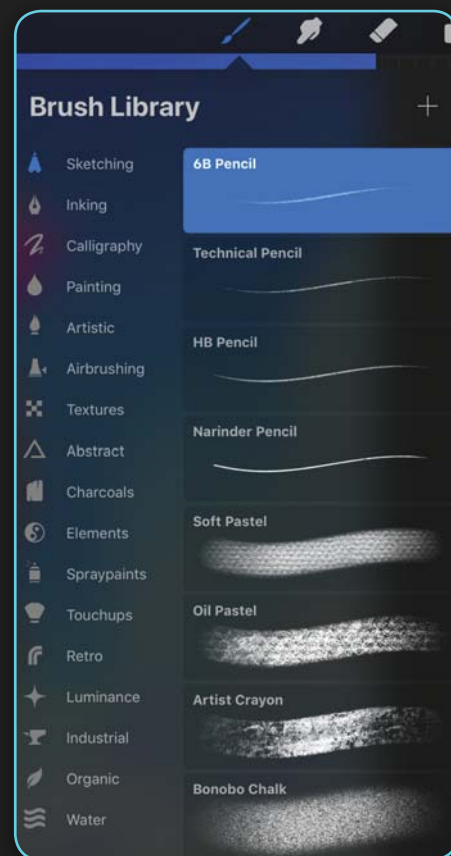 Brush Library
Sketching
Inking
Calligraphy
Painting
Artistic
Airbrushing
Textures
Abstract
Charcoals
Elements
Spraypaints
Touchups
Retro
Luminance
Industrial
Organic
Water
6B Pencil
Technical Pencil
HB Pencil
Narinder Pencil
Soft Pastel
Oil Pastel
Artist Crayon
Bonobo Chalk